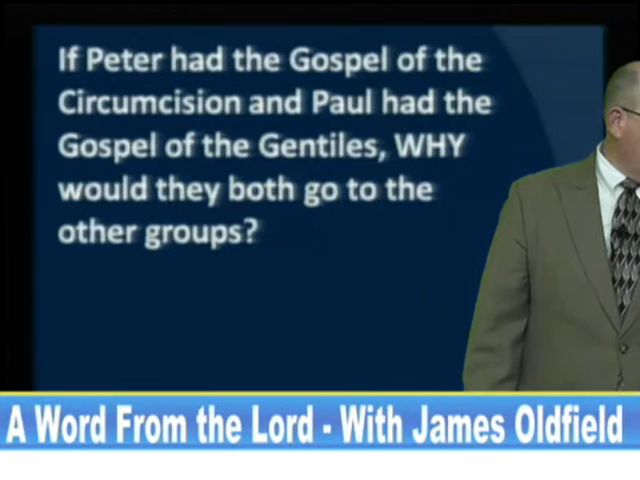 If Peter had the Gospel of the
Circumcision and Paul had the
Gospel of the Gentiles, WHY
would they both go to the
other groups?
A Word From the Lord - With James Oldfield